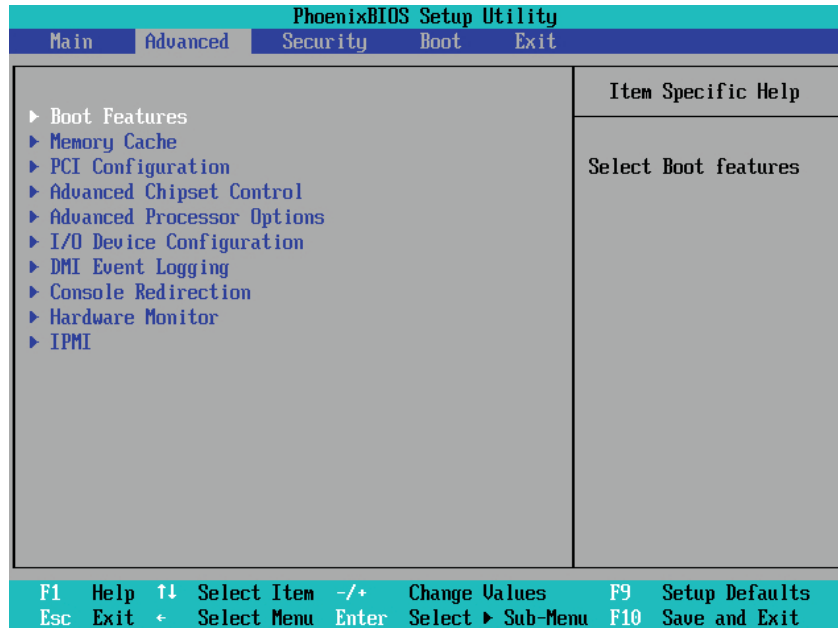 PhoenixBIOS Setup Utility
Main Advanced Security Boot Exit
Item Specific Help
▶ Boot Features
▶ Memory Cache
▶ PCI Configuration
Select Boot features
▶ Advanced Chipset Control
▶ Advanced Processor Options
▶ I/O Device Configuration
▶ DMI Event Logging
▶ Console Redirection
▶ Hardware Monitor
▶ IPMI
F1 Help ↑↓ Select Item -/+ Change Values F9 Setup Defaults
Esc Exit ← Select Menu Enter Select ▶ Sub-Menu F10 Save and Exit